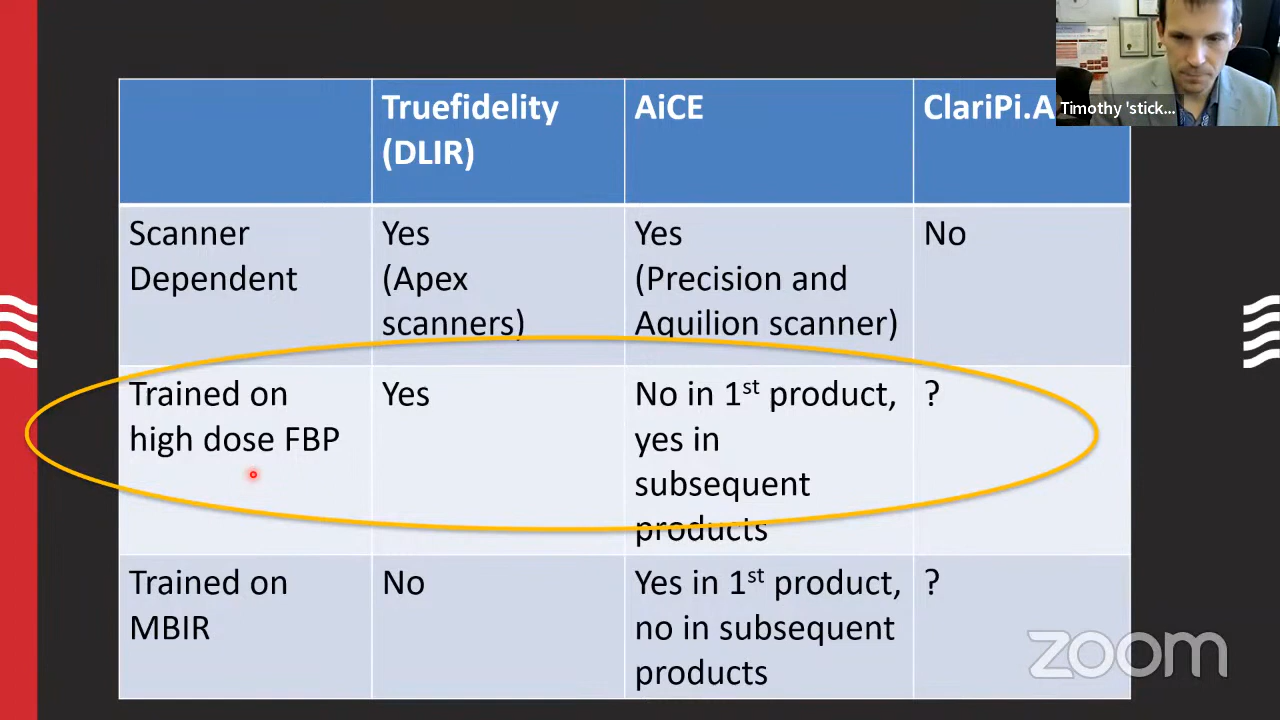 Truefidelity
(DLIR)
AiCE
ClariPi.A
Timothy 'stick...
Scanner
Dependent
Yes
(Apex
scanners)
Yes
(Precision and
Aquilion scanner)
No
Trained on
high dose FBP
Yes
No in 1st product,
yes in
subsequent
products
?
Trained on
MBIR
No
Yes in 1st product,
no in subsequent
products
?
zoom